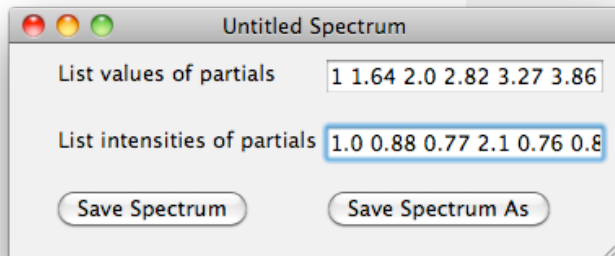 Untitled Spectrum
List values of partials 1 1.64 2.0 2.82 3.27 3.86
List intensities of partials 1.0 0.88 0.77 2.1 0.76 0.8
Save Spectrum Save Spectrum As